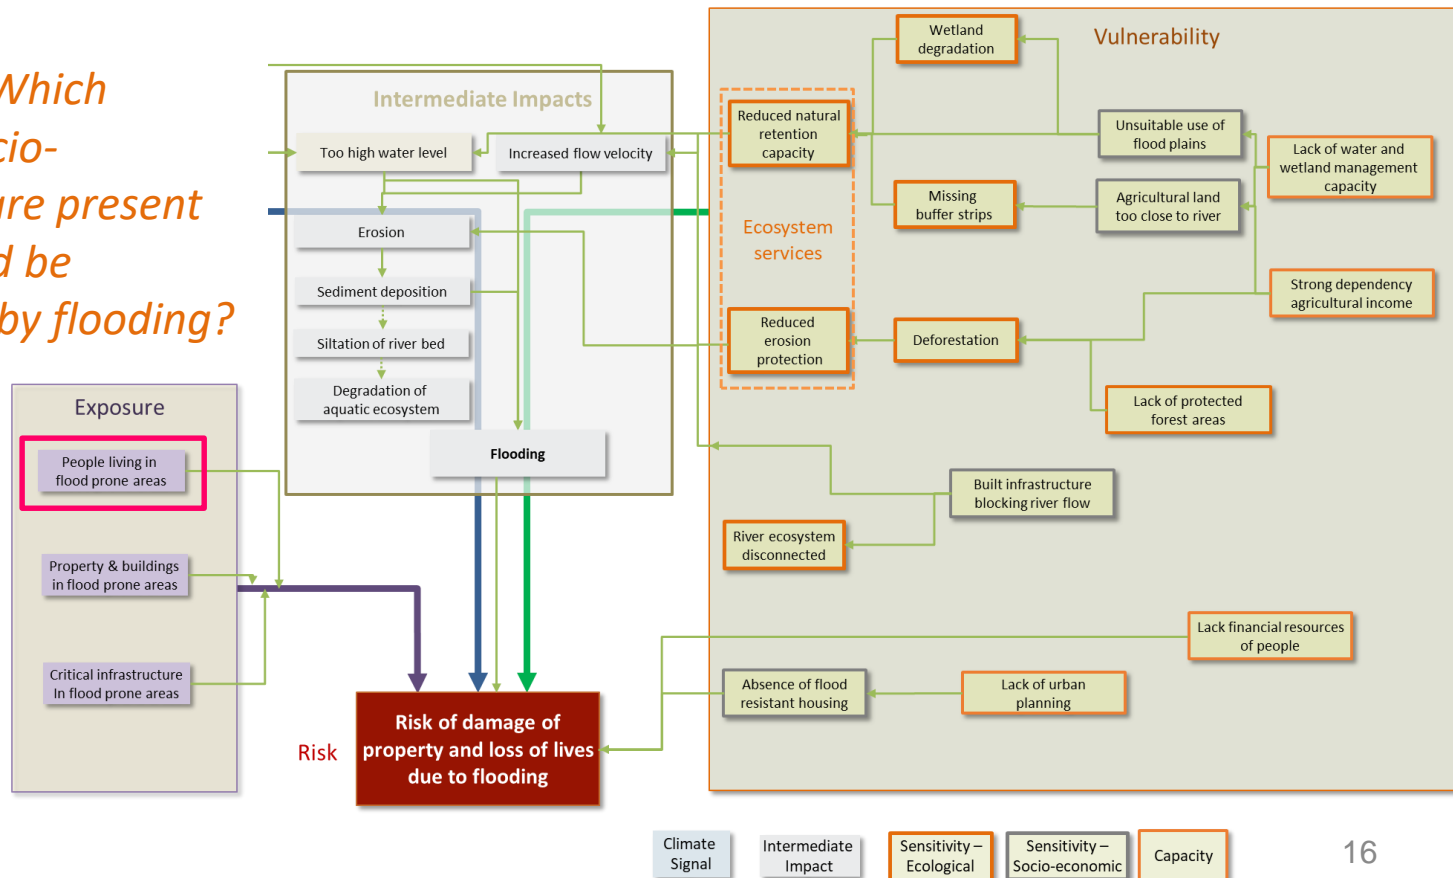 Which
cio-
are present
d be
by flooding?
Intermediate Impacts
Too high water level
Increased flow velocity
Erosion
Sediment deposition
Siltation of river bed
Degradation of
aquatic ecosystem
Flooding
Exposure
People living in
flood prone areas
Property & buildings
in flood prone areas
Critical infrastructure
In flood prone areas
Risk
Risk of damage of
property and loss of lives
due to flooding
Vulnerability
Wetland
degradation
Reduced natural
retention
capacity
Unsuitable use of
flood plains
Lack of water and
wetland management
capacity
Missing
buffer strips
Agricultural land
too close to river
Ecosystem
services
Strong dependency
agricultural income
Reduced
erosion
protection
Deforestation
Lack of protected
forest areas
Built infrastructure
blocking river flow
River ecosystem
disconnected
Lack financial resources
of people
Absence of flood
resistant housing
Lack of urban
planning
Climate
Signal
Intermediate
Impact
Sensitivity –
Ecological
Sensitivity –
Socio-economic
Capacity
16